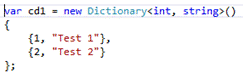 var cd1 = new Dictionary<int, string>()
{
    {1, "Test 1"},
    {2, "Test 2"}
};